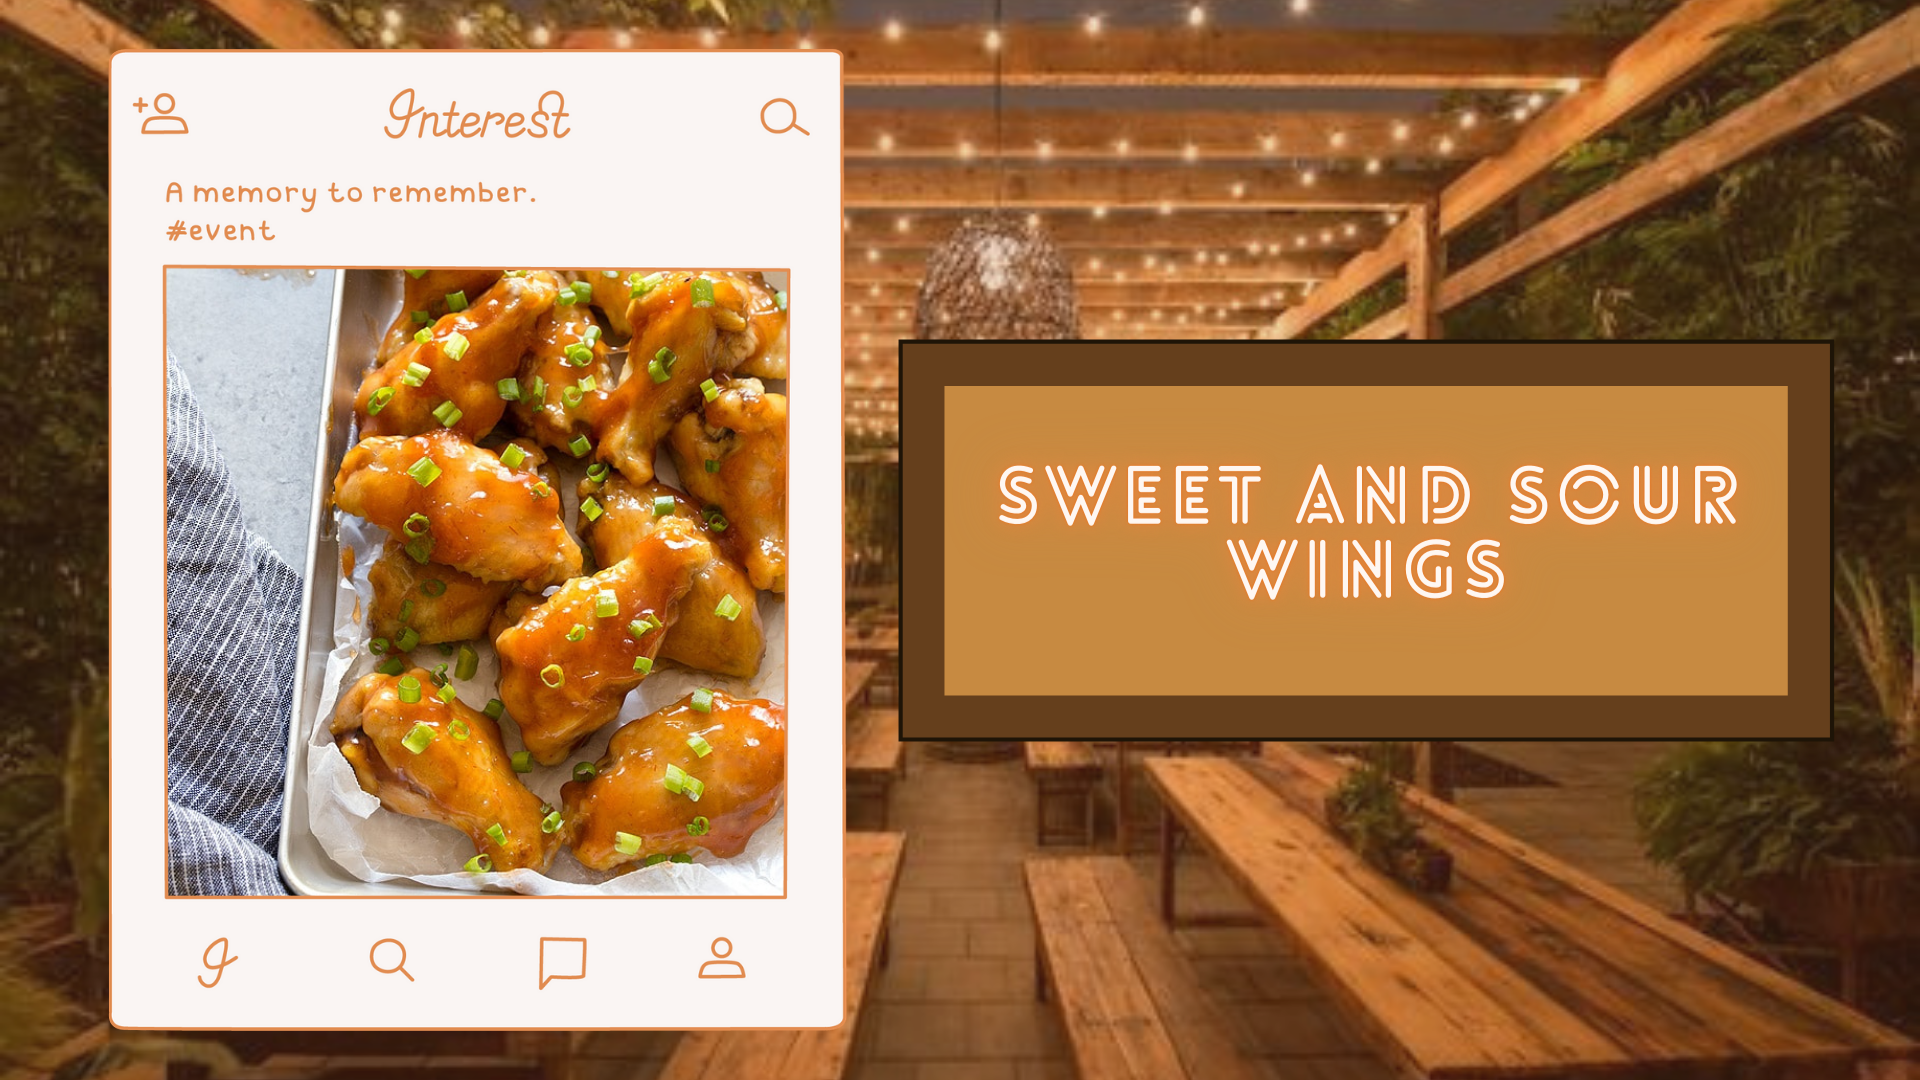 Interest
A memory to remember.
#event
SWEET AND SOUR
WINGS